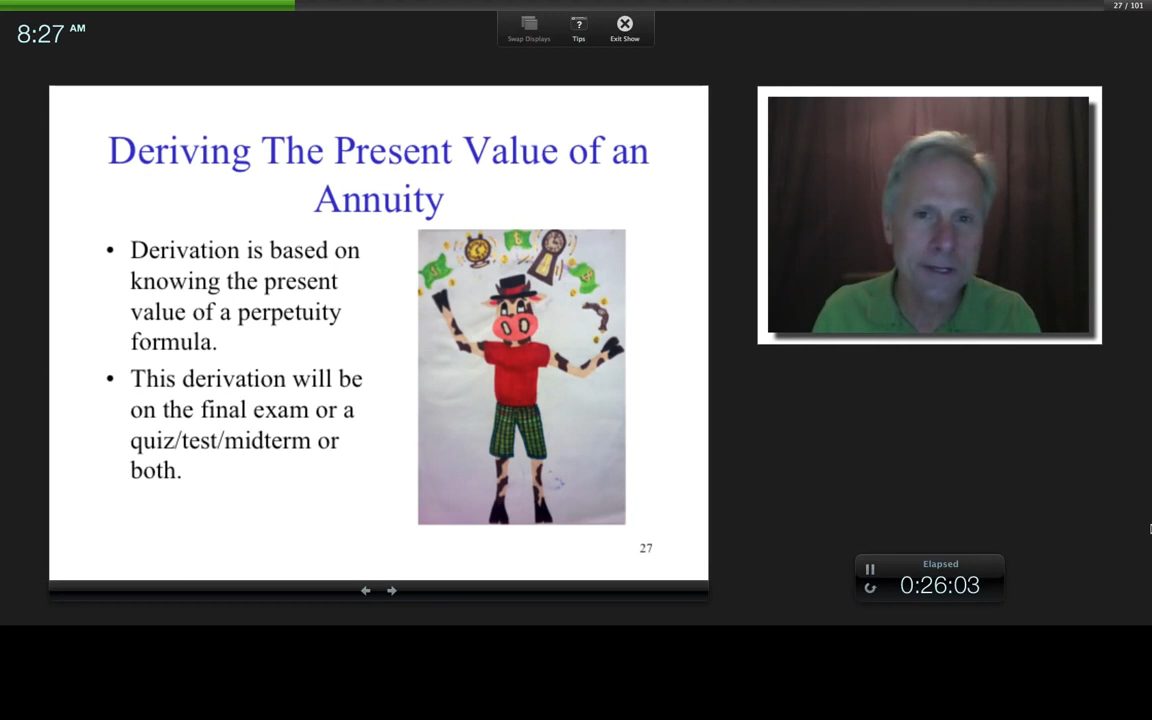 27 / 101
8:27 AM
Swap Displays
Tips
Exit Show
Deriving The Present Value of an
Annuity
• Derivation is based on
knowing the present
value of a perpetuity
formula.
• This derivation will be
on the final exam or a
quiz/test/midterm or
both.
27
Elapsed
0:26:03